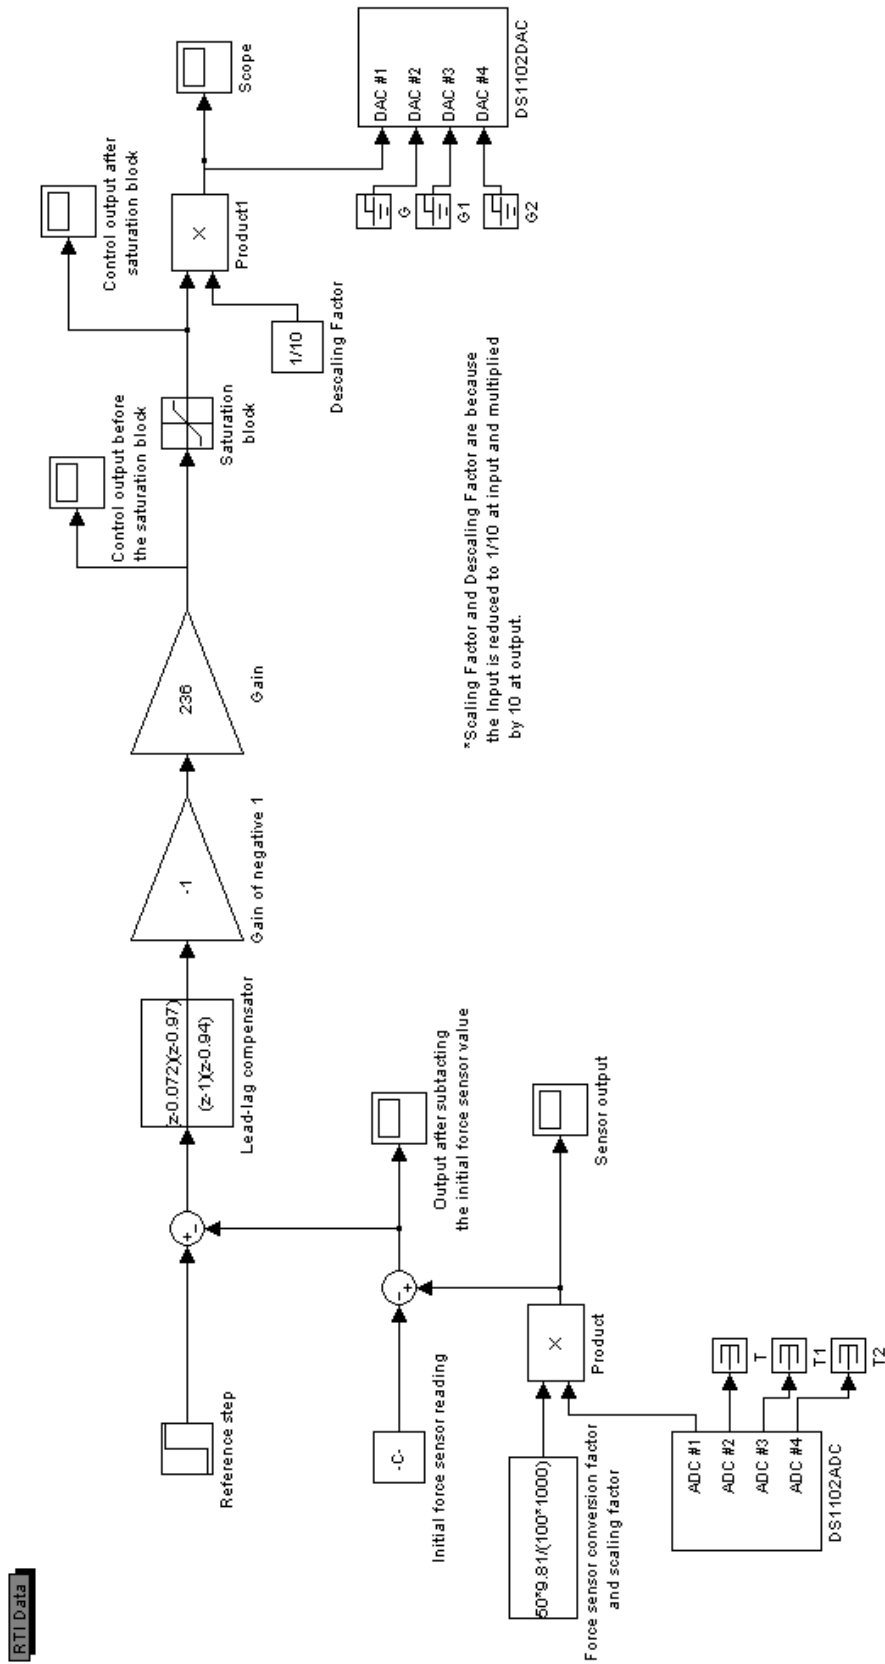 RTI Data
Reference step
+
-
(z-0.072)(z-0.97)
(z-1)(z-0.94)
Lead-lag compensator
-1
Gain of negative 1
236
Gain
Control output before
the saturation block
Saturation
block
Control output after
saturation block
1/10
Descaling Factor
×
Product1
Scope
DAC #1
DAC #2
DAC #3
DAC #4
DS1102DAC
G
G1
G2
-C-
Initial force sensor reading
-
+
Output after subtacting
the initial force sensor value
50*9.81/(100*1000)
Force sensor conversion factor
and scaling factor
×
Product
Sensor output
ADC #1
ADC #2
ADC #3
ADC #4
DS1102ADC
T
T1
T2
*Scaling Factor and Descaling Factor are because
the Input is reduced to 1/10 at input and multiplied
by 10 at output.